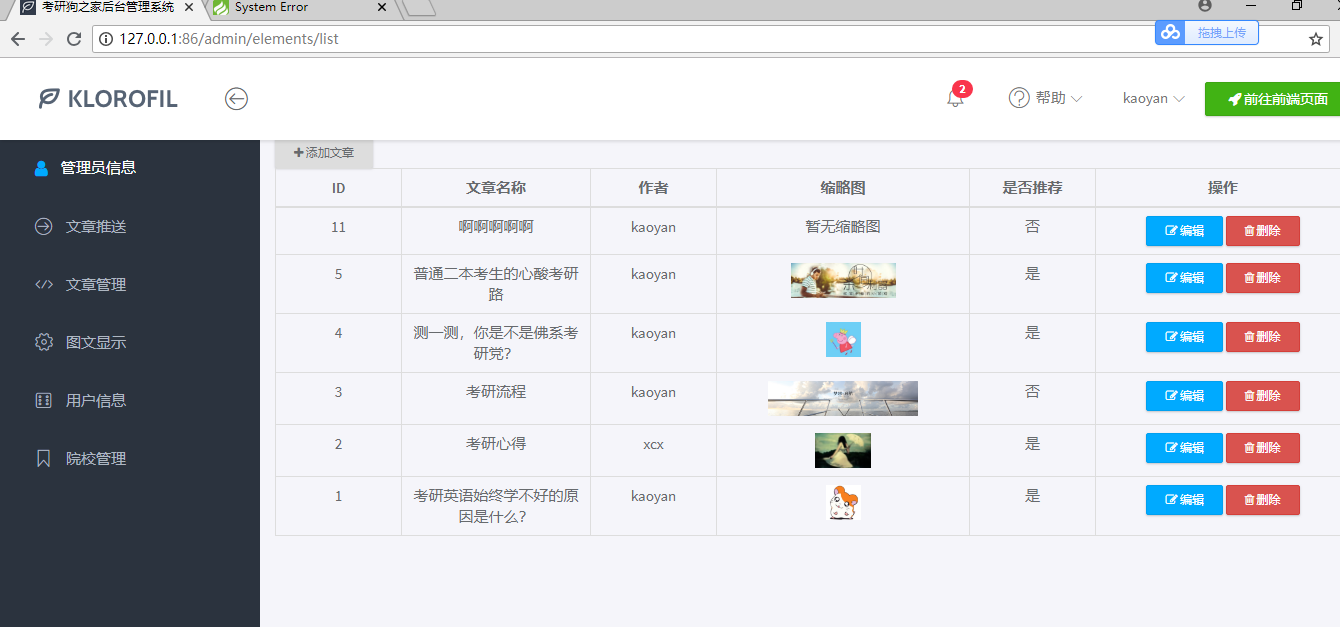 考研狗之家后台管理系统
System Error
127.0.0.1:86/admin/elements/list
拖拽上传
KLOROFIL
2
帮助
kaoyan
前往前端页面
管理员信息
文章推送
文章管理
图文显示
用户信息
院校管理
添加文章
ID 文章名称 作者 缩略图 是否推荐 操作
11 啊啊啊啊啊 kaoyan 暂无缩略图 否 编辑 删除
5 普通二本考生的心酸考研 kaoyan 是 编辑 删除
路
4 测一测，你是不是佛系考 kaoyan 是 编辑 删除
研党？
3 考研流程 kaoyan 否 编辑 删除
2 考研心得 xcx 是 编辑 删除
1 考研英语始终学不好的原 kaoyan 是 编辑 删除
因是什么？